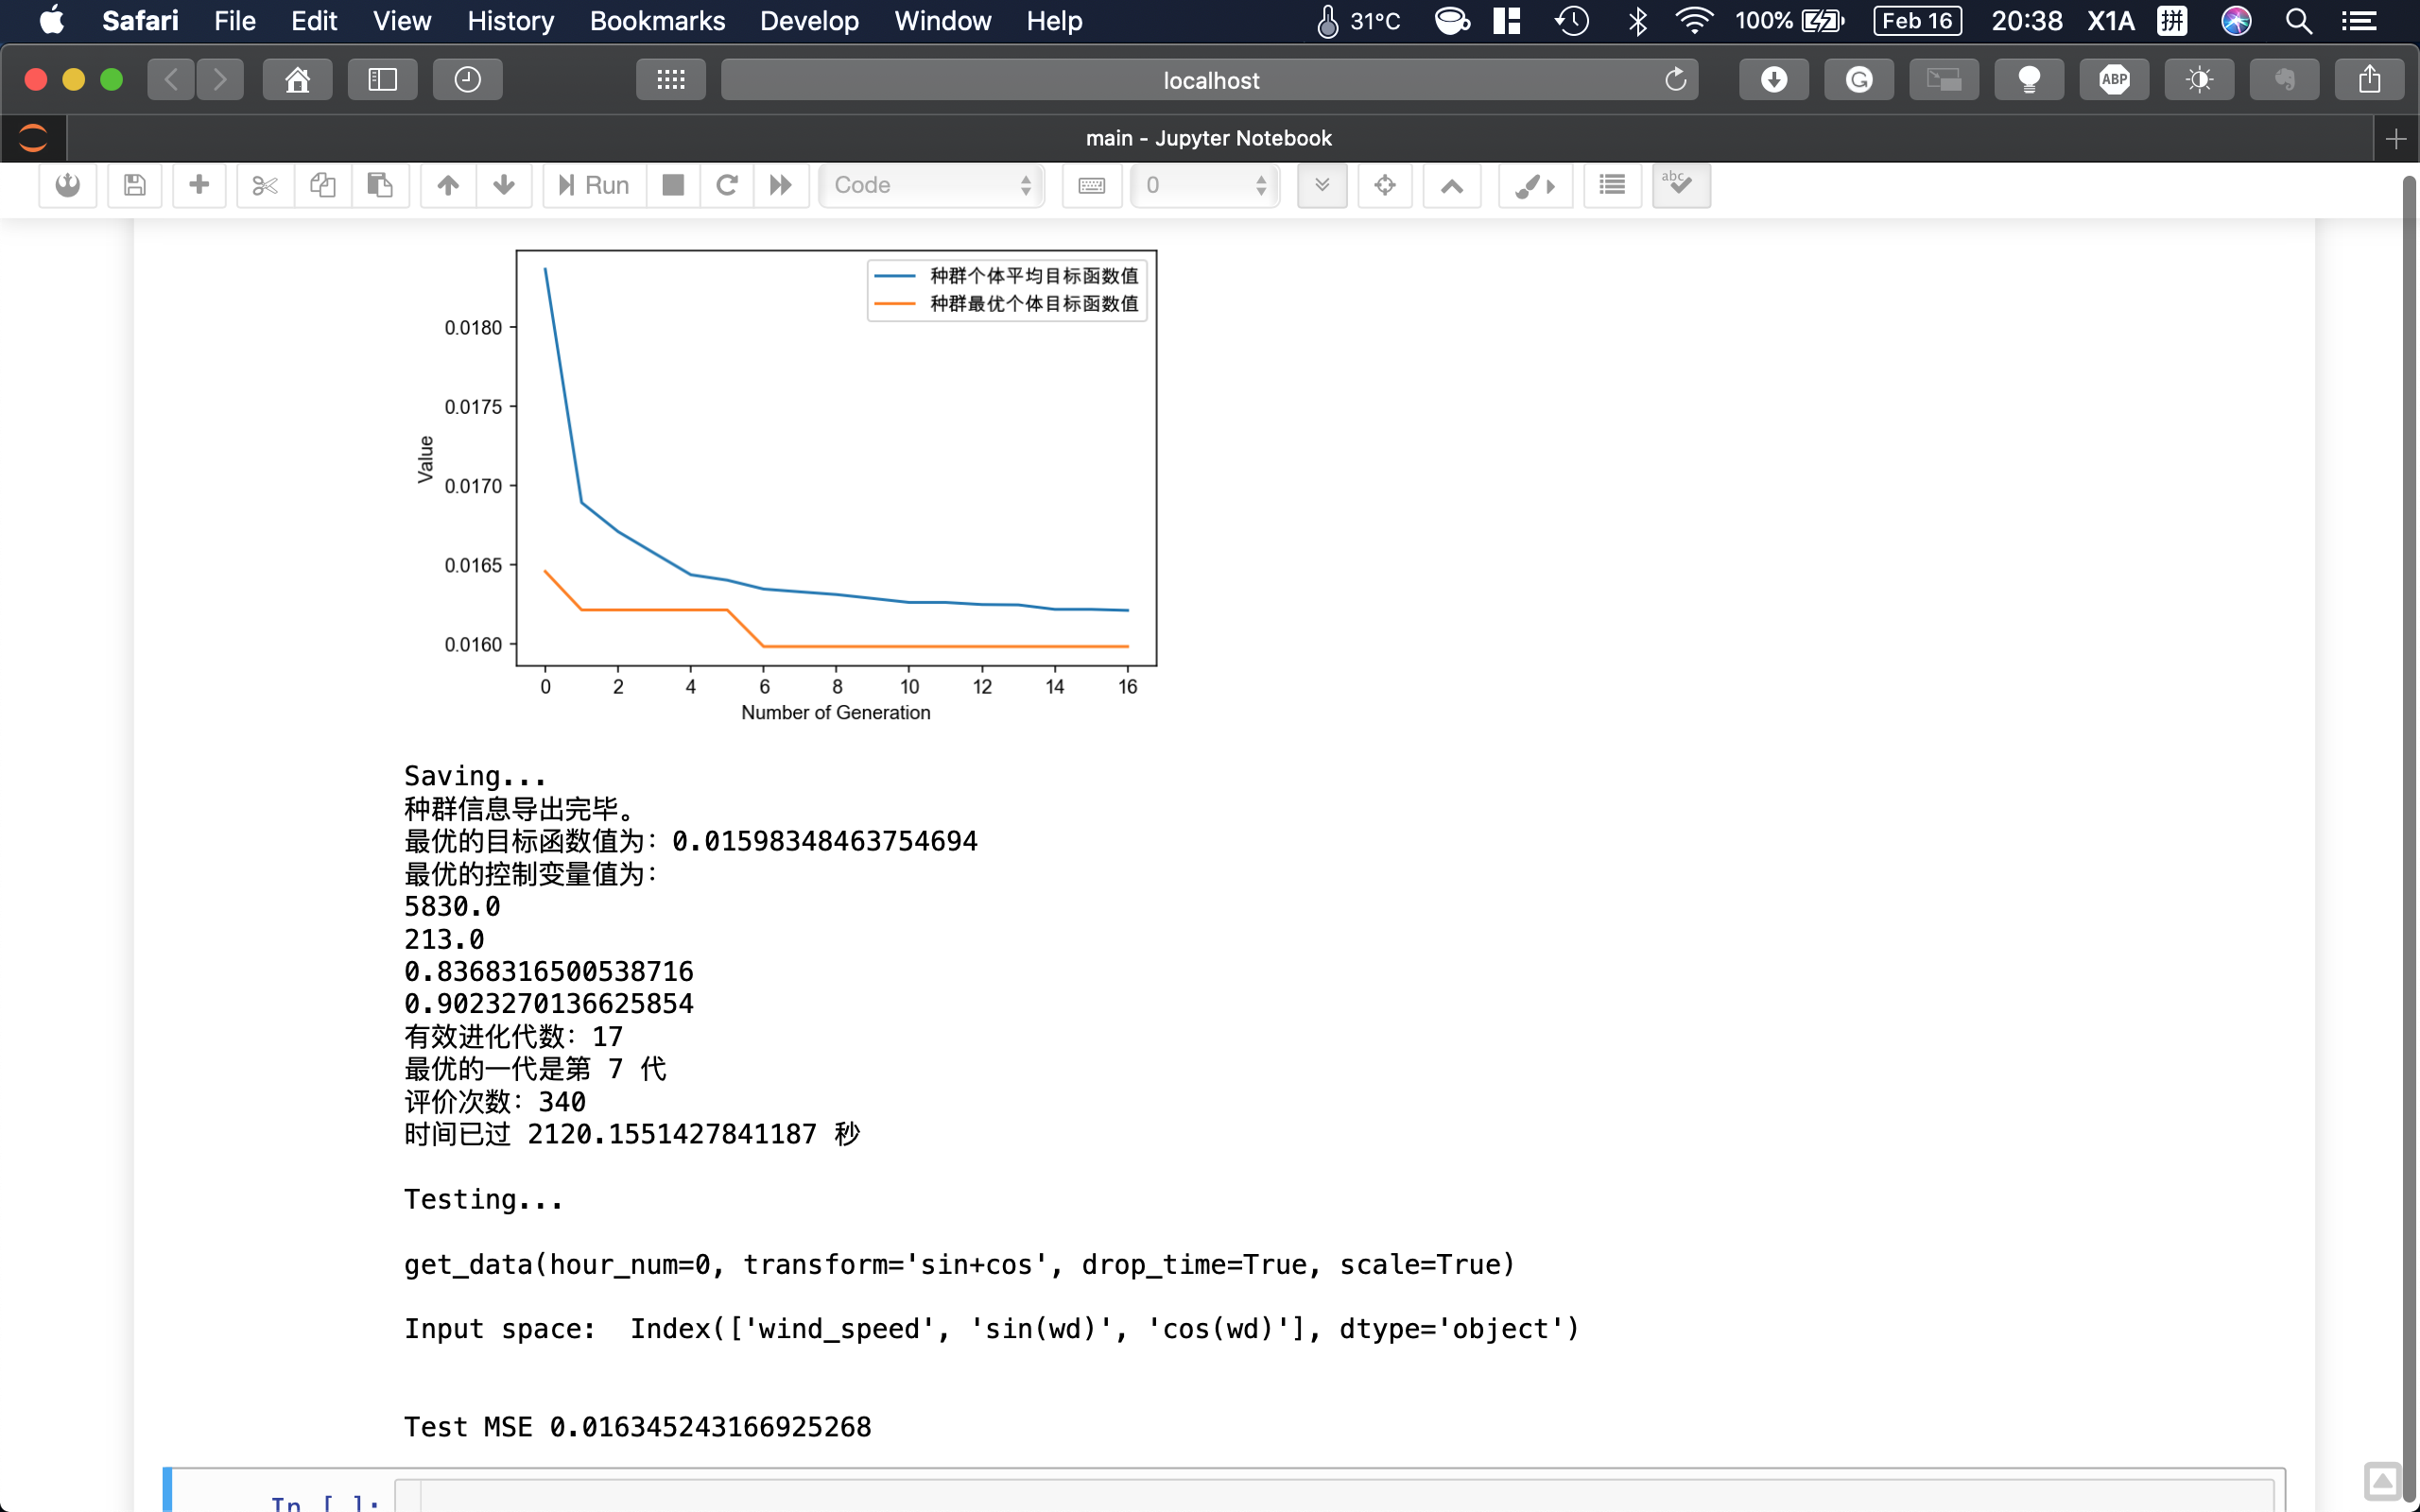 Safari File Edit View History Bookmarks Develop Window Help 31°C 100% Feb 16 20:38 X1A 拼
localhost
ABP
main - Jupyter Notebook
Run Code 0 abc
种群个体平均目标函数值
种群最优个体目标函数值
0.0180
0.0175
0.0170
0.0165
0.0160
Value
0 2 4 6 8 10 12 14 16
Number of Generation
Saving...
种群信息导出完毕。
最优的目标函数值为：0.01598348463754694
最优的控制变量值为：
5830.0
213.0
0.8368316500538716
0.9023270136625854
有效进化代数：17
最优的一代是第 7 代
评价次数：340
时间已过 2120.1551427841187 秒
Testing...
get_data(hour_num=0, transform='sin+cos', drop_time=True, scale=True)
Input space:  Index(['wind_speed', 'sin(wd)', 'cos(wd)'], dtype='object')
Test MSE 0.016345243166925268
In [ ]: